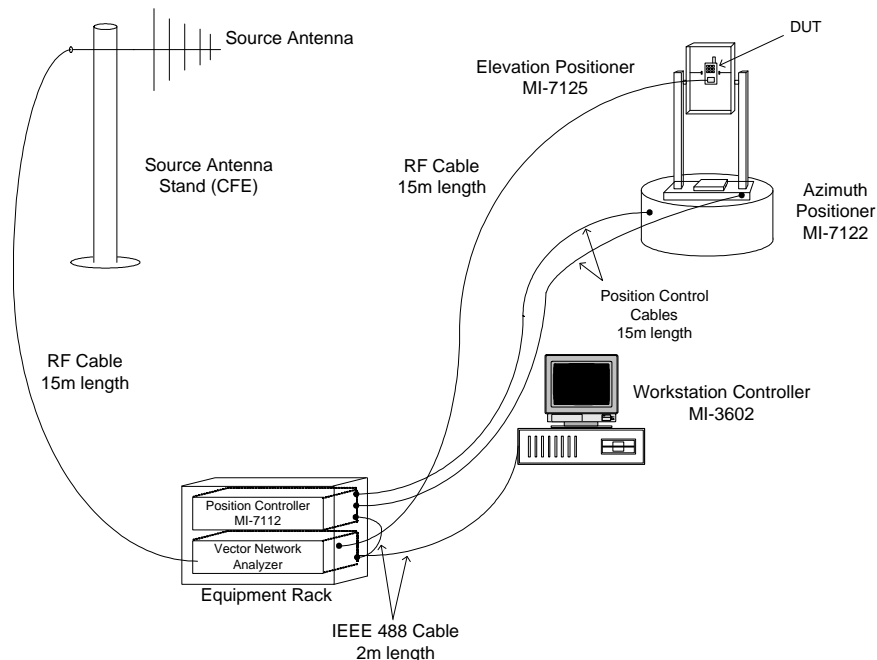 Source Antenna
DUT
Elevation Positioner
MI-7125
Source Antenna
Stand (CFE)
RF Cable
15m length
Azimuth
Positioner
MI-7122
Position Control
Cables
15m length
RF Cable
15m length
Workstation Controller
MI-3602
Position Controller
MI-7112
Vector Network
Analyzer
Equipment Rack
IEEE 488 Cable
2m length